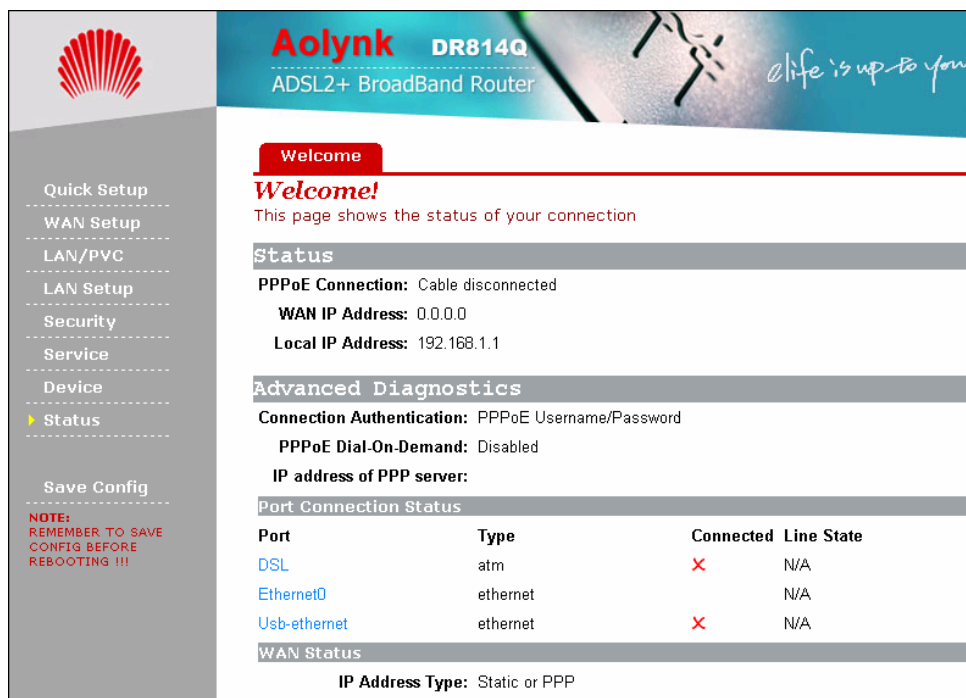 Aolynk DR814Q
ADSL2+ BroadBand Router
elife is up to you
Quick Setup
WAN Setup
LAN/PVC
LAN Setup
Security
Service
Device
Status
Save Config
NOTE:
REMEMBER TO SAVE
CONFIG BEFORE
REBOOTING !!!
Welcome
Welcome!
This page shows the status of your connection
Status
PPPoE Connection: Cable disconnected
WAN IP Address: 0.0.0.0
Local IP Address: 192.168.1.1
Advanced Diagnostics
Connection Authentication: PPPoE Username/Password
PPPoE Dial-On-Demand: Disabled
IP address of PPP server:
Port Connection Status
Port Type Connected Line State
DSL atm ✗ N/A
Ethernet0 ethernet N/A
Usb-ethernet ethernet ✗ N/A
WAN Status
IP Address Type: Static or PPP